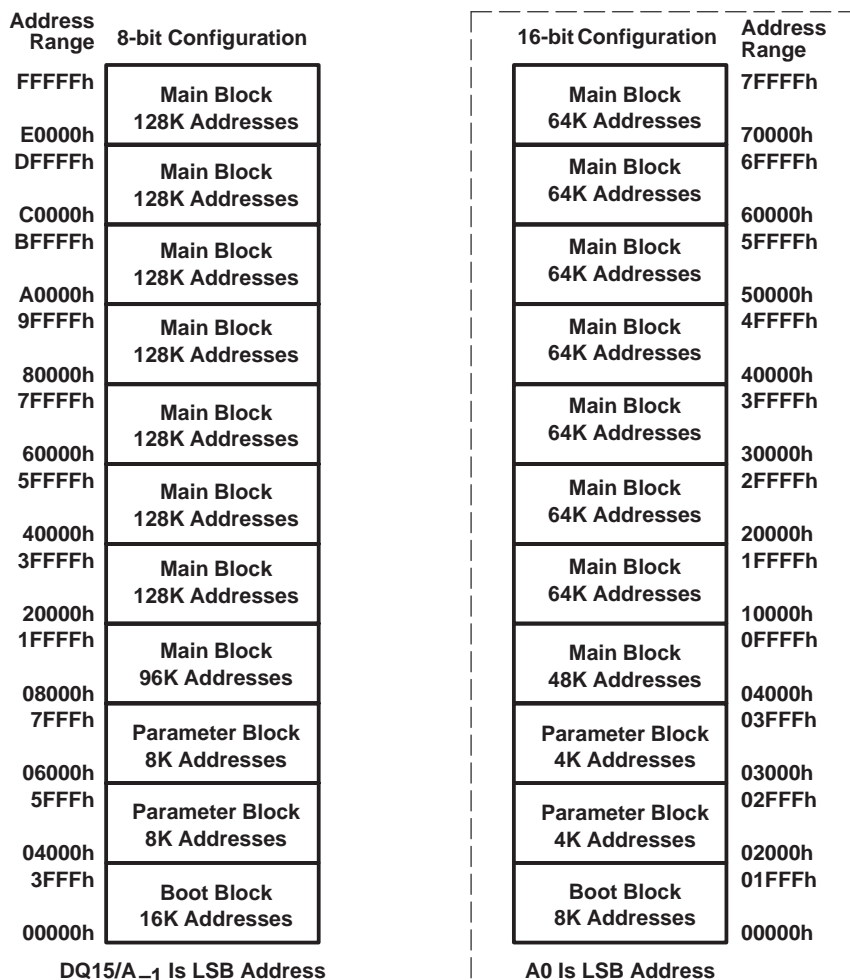 Address
Range
8-bit Configuration
FFFFFh
Main Block
128K Addresses
E0000h
DFFFFh
Main Block
128K Addresses
C0000h
BFFFFh
Main Block
128K Addresses
A0000h
9FFFFh
Main Block
128K Addresses
80000h
7FFFFh
Main Block
128K Addresses
60000h
5FFFFh
Main Block
128K Addresses
40000h
3FFFFh
Main Block
128K Addresses
20000h
1FFFFh
Main Block
96K Addresses
08000h
7FFFh
Parameter Block
8K Addresses
06000h
5FFFh
Parameter Block
8K Addresses
04000h
3FFFh
Boot Block
16K Addresses
00000h
DQ15/A–1 Is LSB Address
16-bit Configuration
Address
Range
7FFFFh
Main Block
64K Addresses
70000h
6FFFFh
Main Block
64K Addresses
60000h
5FFFFh
Main Block
64K Addresses
50000h
4FFFFh
Main Block
64K Addresses
40000h
3FFFFh
Main Block
64K Addresses
30000h
2FFFFh
Main Block
64K Addresses
20000h
1FFFFh
Main Block
64K Addresses
10000h
0FFFFh
Main Block
48K Addresses
04000h
03FFFh
Parameter Block
4K Addresses
03000h
02FFFh
Parameter Block
4K Addresses
02000h
01FFFh
Boot Block
8K Addresses
00000h
A0 Is LSB Address